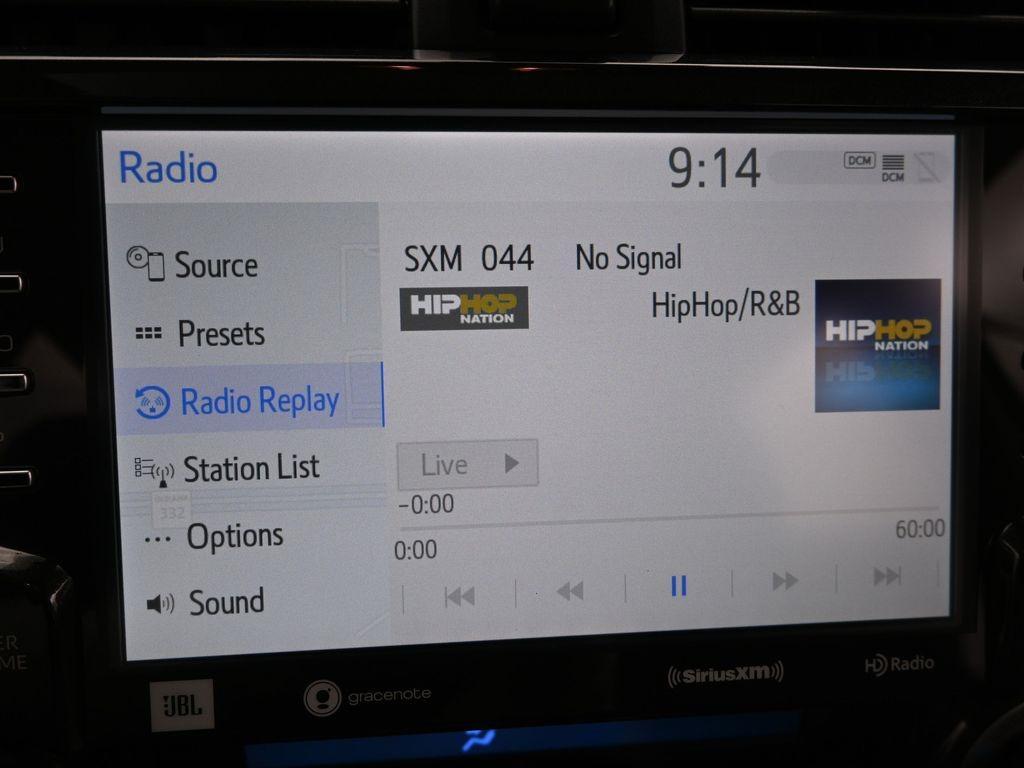 Radio
9:14
DCM
DCM
Source
Presets
Radio Replay
Station List
Options
Sound
SXM 044 No Signal
HIPHOP
NATION
HipHop/R&B
HIPHOP
NATION
Live
-0:00
60:00
0:00
332
JBL
gracenote
((SiriusXM))
HD Radio